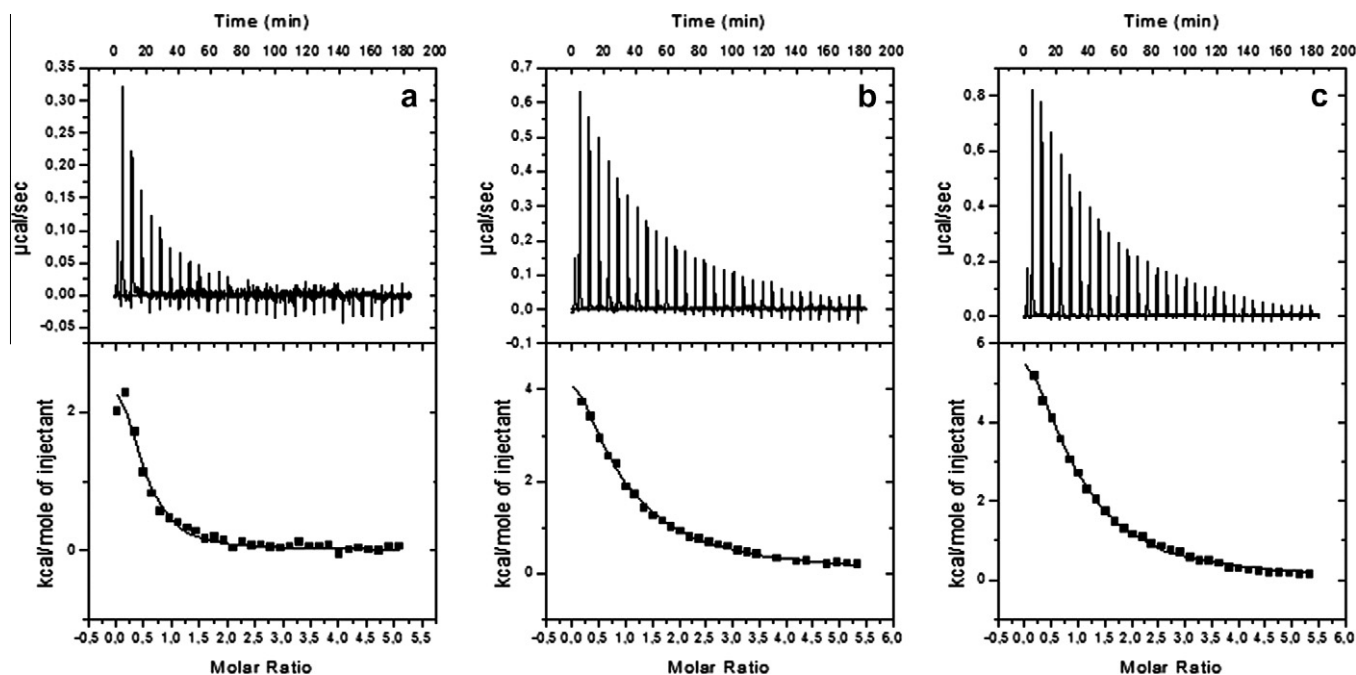 Time (min)
0 20 40 60 80 100 120 140 160 180 200
a
0,35
0,30
0,25
0,20
0,15
0,10
0,05
0,00
-0,05
µcal/sec
2
0
kcal/mole of injectant
-0,5 0,0 0,5 1,0 1,5 2,0 2,5 3,0 3,5 4,0 4,5 5,0 5,5
Molar Ratio
Time (min)
0 20 40 60 80 100 120 140 160 180 200
b
0,7
0,6
0,5
0,4
0,3
0,2
0,1
0,0
-0,1
µcal/sec
4
2
0
kcal/mole of injectant
-0,5 0,0 0,5 1,0 1,5 2,0 2,5 3,0 3,5 4,0 4,5 5,0 5,5 6,0
Molar Ratio
Time (min)
0 20 40 60 80 100 120 140 160 180 200
c
0,8
0,6
0,4
0,2
0,0
µcal/sec
6
4
2
0
kcal/mole of injectant
-0,5 0,0 0,5 1,0 1,5 2,0 2,5 3,0 3,5 4,0 4,5 5,0 5,5 6,0
Molar Ratio